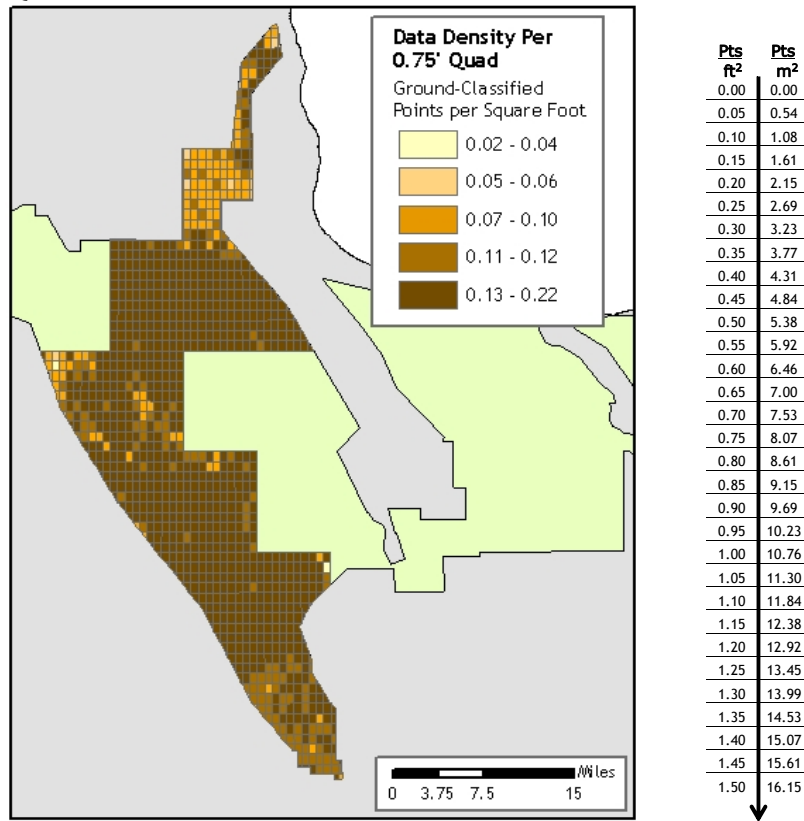 Data Density Per
0.75' Quad
Ground-Classified
Points per Square Foot
0.02 - 0.04
0.05 - 0.06
0.07 - 0.10
0.11 - 0.12
0.13 - 0.22
Miles
0 3.75 7.5 15
Pts Pts
ft² m²
0.00 0.00
0.05 0.54
0.10 1.08
0.15 1.61
0.20 2.15
0.25 2.69
0.30 3.23
0.35 3.77
0.40 4.31
0.45 4.84
0.50 5.38
0.55 5.92
0.60 6.46
0.65 7.00
0.70 7.53
0.75 8.07
0.80 8.61
0.85 9.15
0.90 9.69
0.95 10.23
1.00 10.76
1.05 11.30
1.10 11.84
1.15 12.38
1.20 12.92
1.25 13.45
1.30 13.99
1.35 14.53
1.40 15.07
1.45 15.61
1.50 16.15